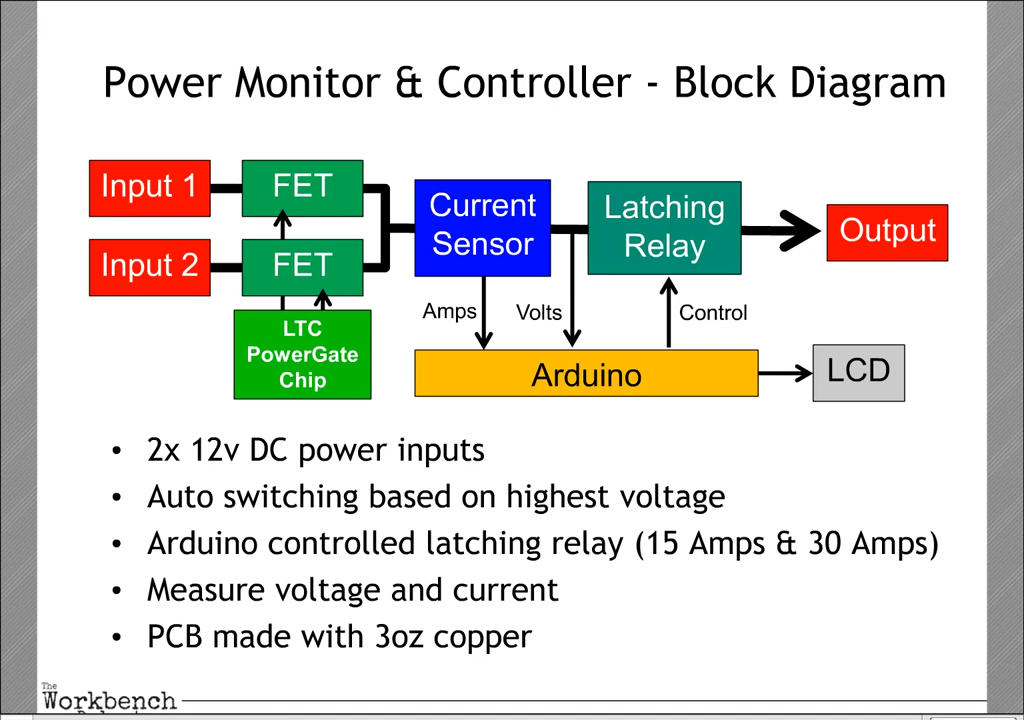 Power Monitor & Controller - Block Diagram
Input 1
FET
Current
Sensor
Latching
Relay
Output
Input 2
FET
Amps
Volts
Control
LTC
PowerGate
Chip
Arduino
LCD
• 2x 12v DC power inputs
• Auto switching based on highest voltage
• Arduino controlled latching relay (15 Amps & 30 Amps)
• Measure voltage and current
• PCB made with 3oz copper
The
Workbench